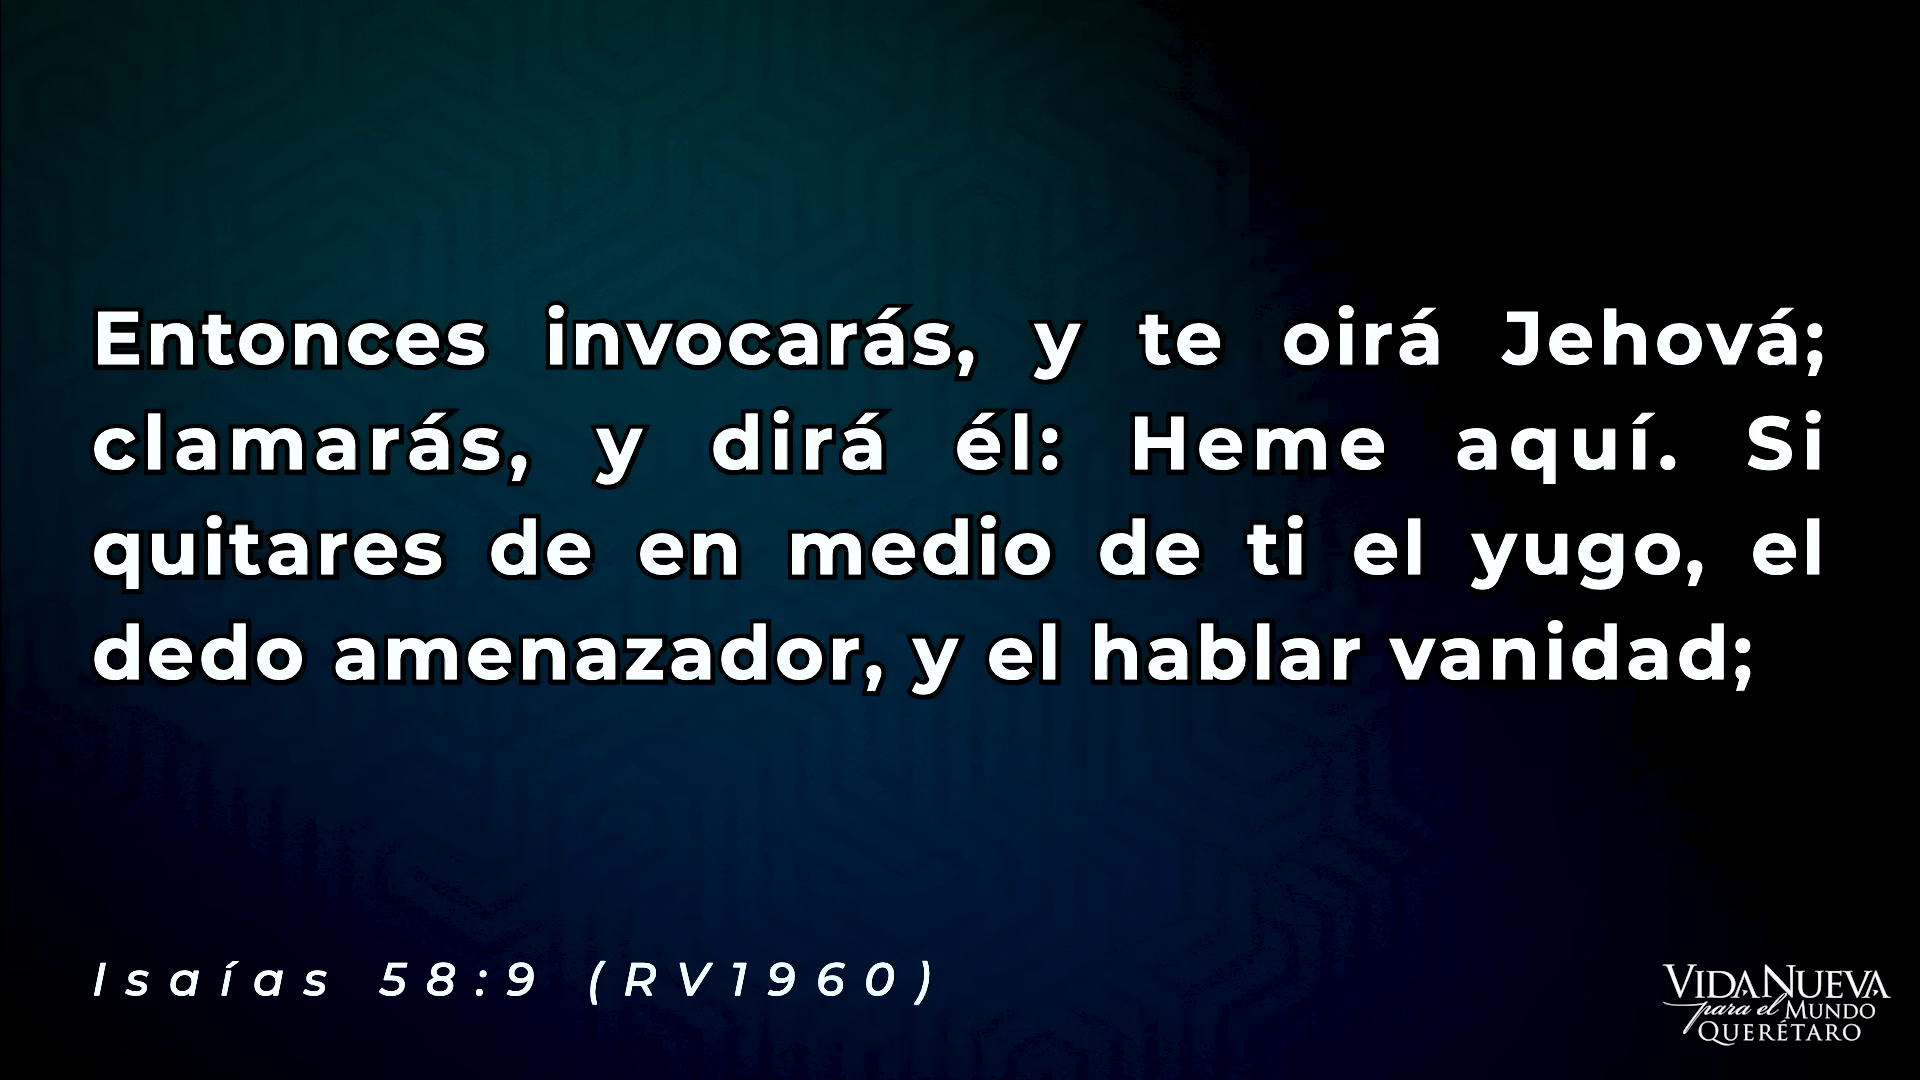 Entonces invocarás, y te oirá Jehová;
clamarás, y dirá él: Heme aquí. Si
quitares de en medio de ti el yugo, el
dedo amenazador, y el hablar vanidad;
Isaías 58:9 (RV1960)
VIDA NUEVA
para el MUNDO
QUERÉTARO